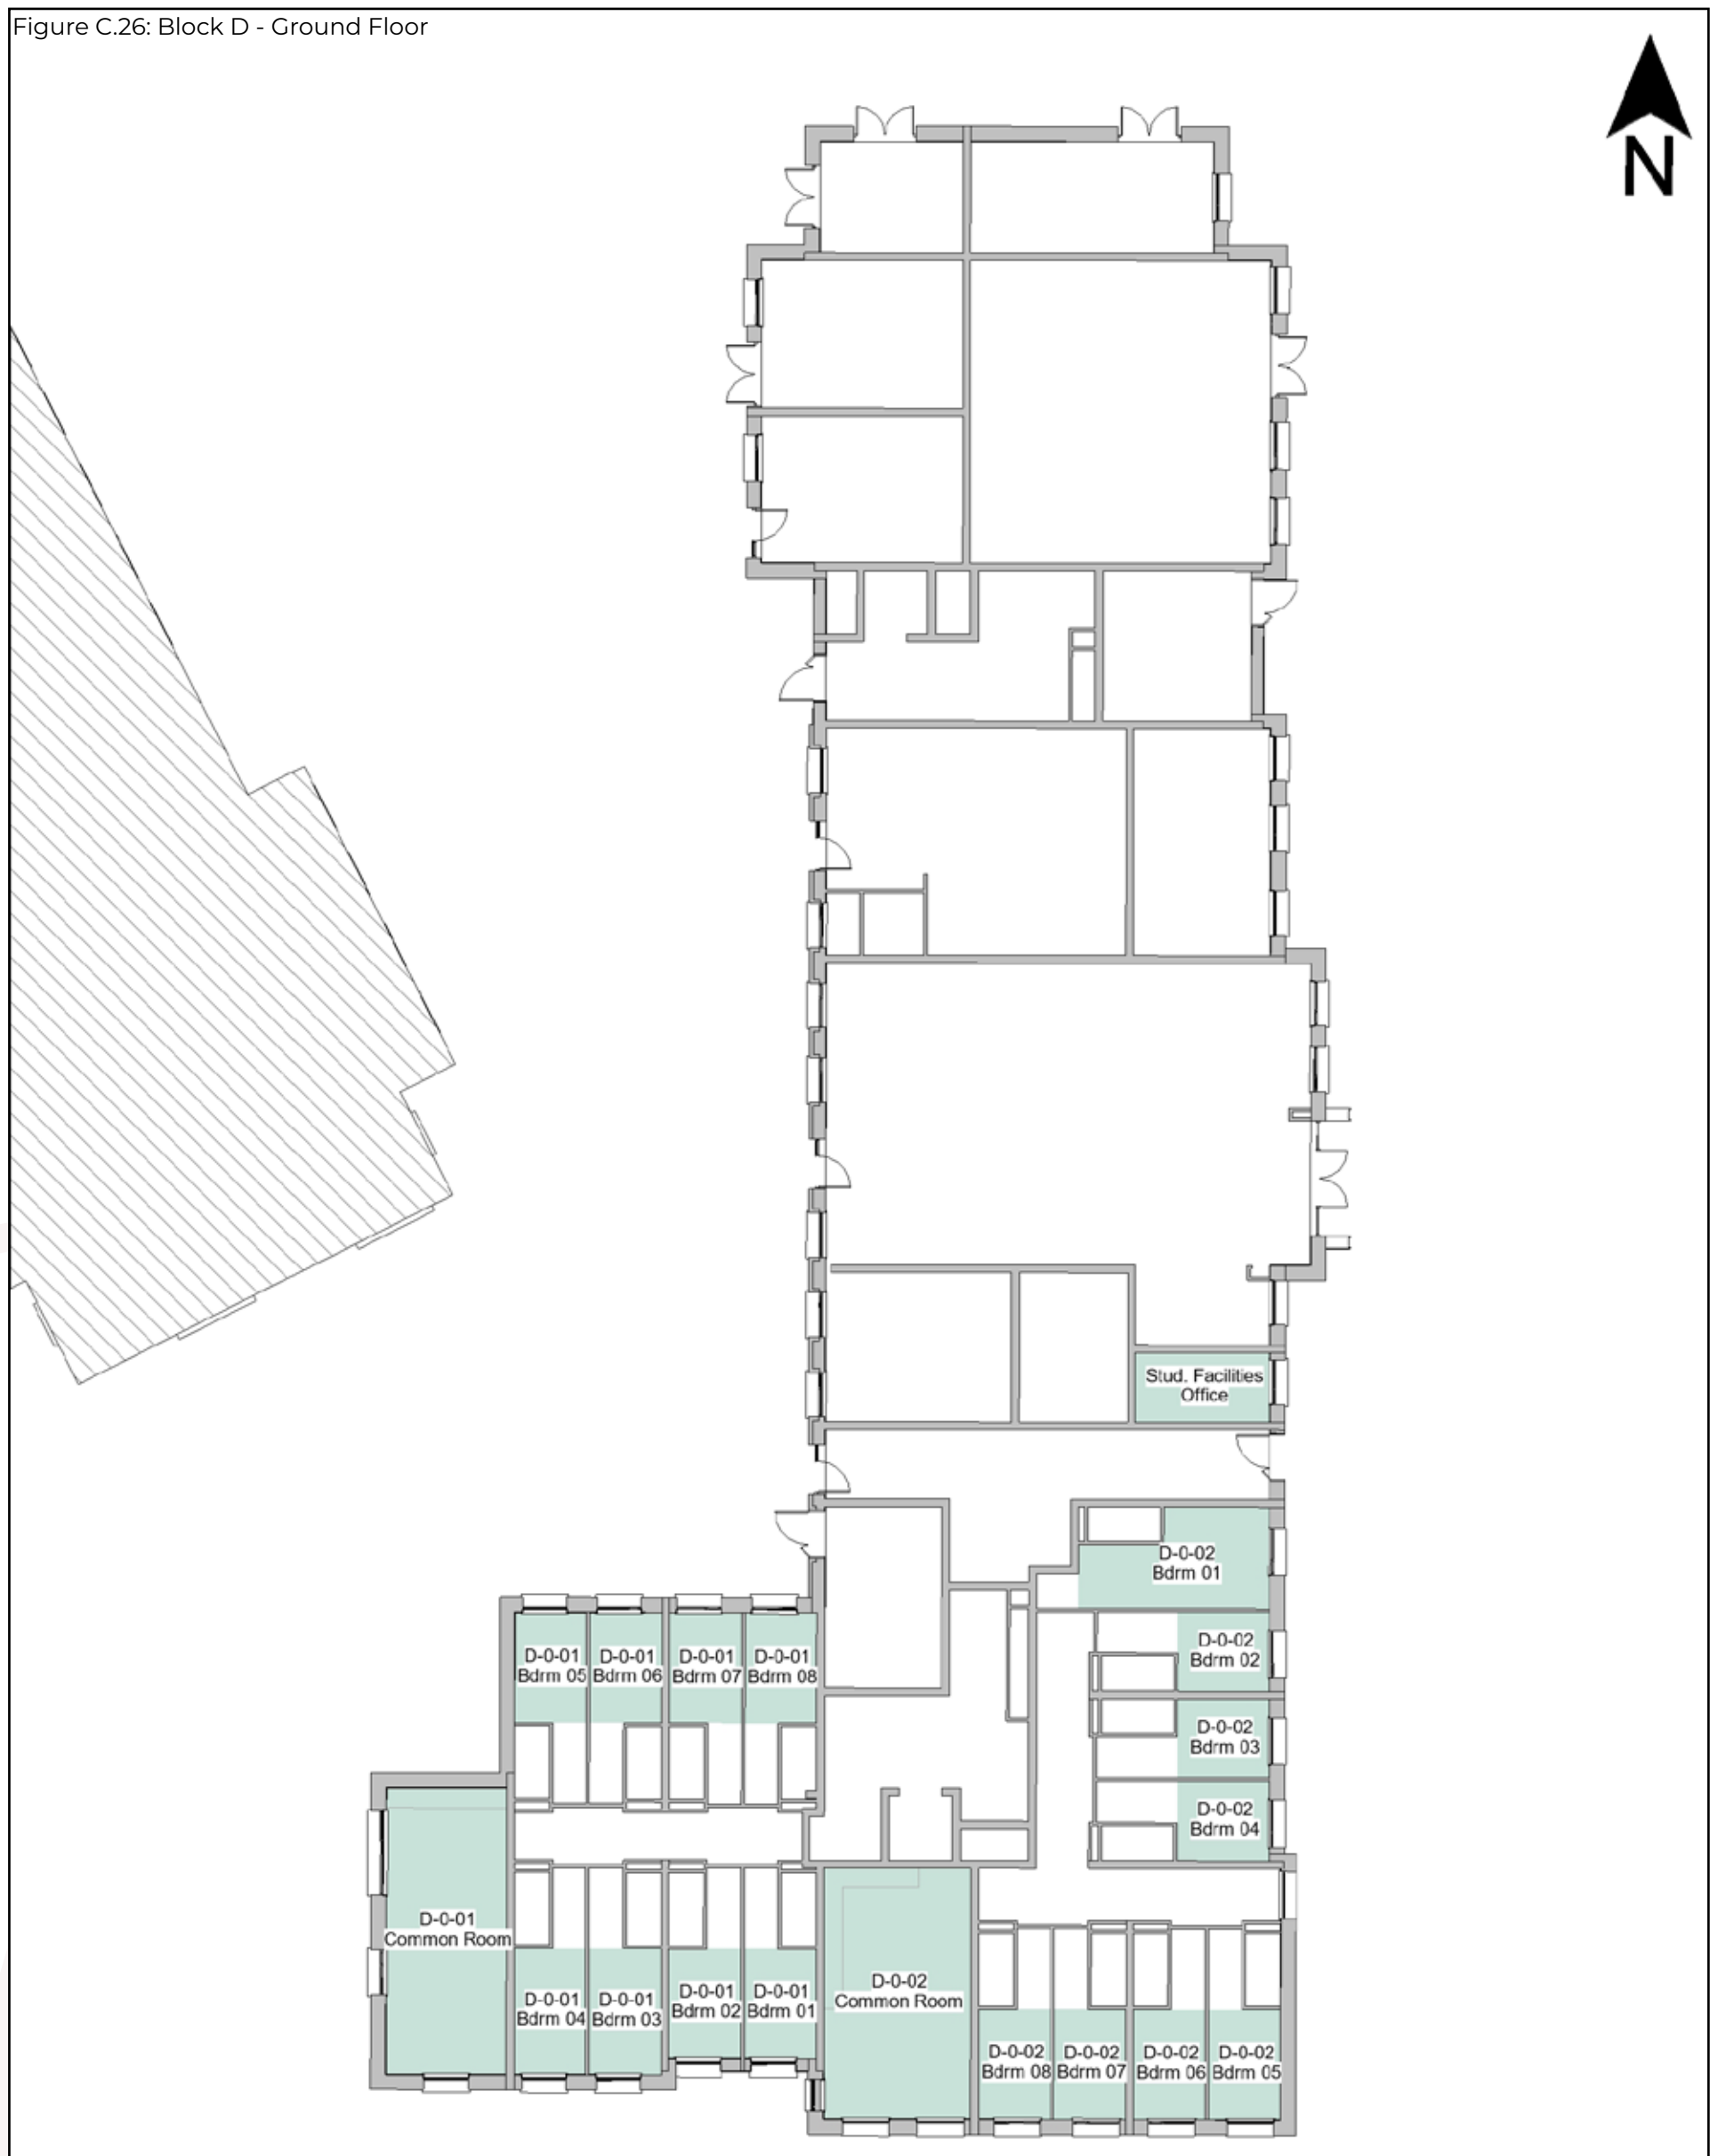 Figure C.26: Block D - Ground Floor
N
Stud. Facilities
Office
D-0-02
Bdrm 01
D-0-02
Bdrm 02
D-0-01
Bdrm 05
D-0-01
Bdrm 06
D-0-01
Bdrm 07
D-0-01
Bdrm 08
D-0-02
Bdrm 03
D-0-02
Bdrm 04
D-0-01
Common Room
D-0-01
Bdrm 04
D-0-01
Bdrm 03
D-0-01
Bdrm 02
D-0-01
Bdrm 01
D-0-02
Common Room
D-0-02
Bdrm 08
D-0-02
Bdrm 07
D-0-02
Bdrm 06
D-0-02
Bdrm 05